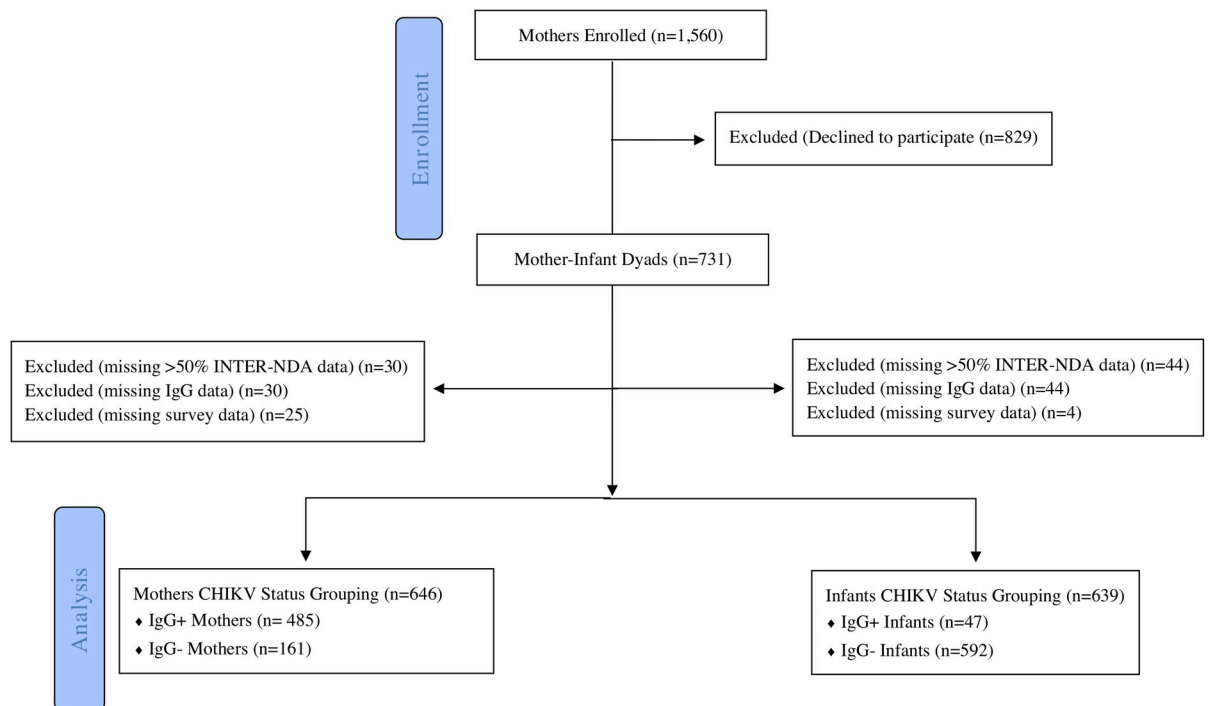 Enrollment
Mothers Enrolled (n=1,560)
Excluded (Declined to participate (n=829)
Mother-Infant Dyads (n=731)
Excluded (missing >50% INTER-NDA data) (n=30)
Excluded (missing IgG data) (n=30)
Excluded (missing survey data) (n=25)
Excluded (missing >50% INTER-NDA data) (n=44)
Excluded (missing IgG data) (n=44)
Excluded (missing survey data) (n=4)
Analysis
Mothers CHIKV Status Grouping (n=646)
♦ IgG+ Mothers (n= 485)
♦ IgG- Mothers (n=161)
Infants CHIKV Status Grouping (n=639)
♦ IgG+ Infants (n=47)
♦ IgG- Infants (n=592)